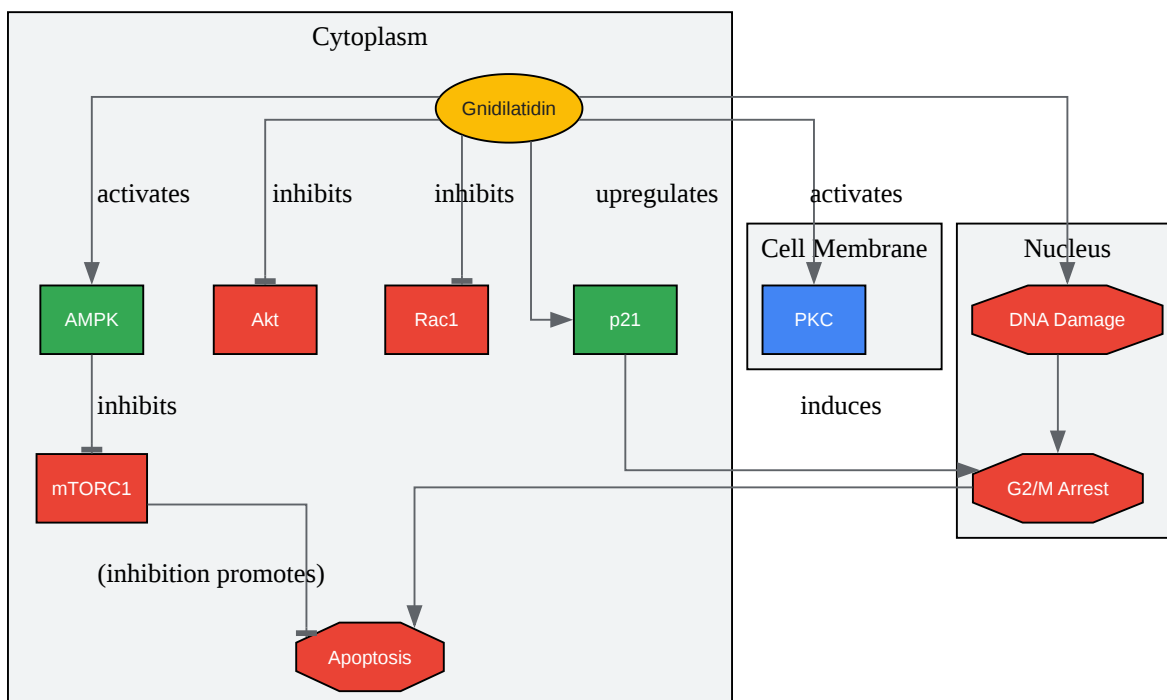 Cytoplasm
Gnidilatidin
activates
inhibits
inhibits
upregulates
activates
Cell Membrane
Nucleus
AMPK
Akt
Rac1
p21
PKC
DNA Damage
inhibits
induces
mTORC1
G2/M Arrest
(inhibition promotes)
Apoptosis